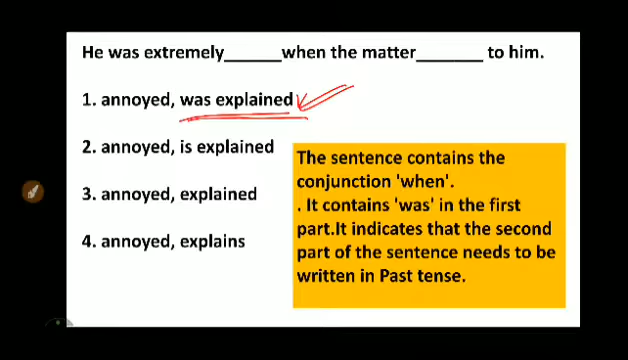 He was extremely______when the matter_______ to him.
1. annoyed, was explained
2. annoyed, is explained
3. annoyed, explained
4. annoyed, explains
The sentence contains the
conjunction 'when'.
. It contains 'was' in the first
part.It indicates that the second
part of the sentence needs to be
written in Past tense.